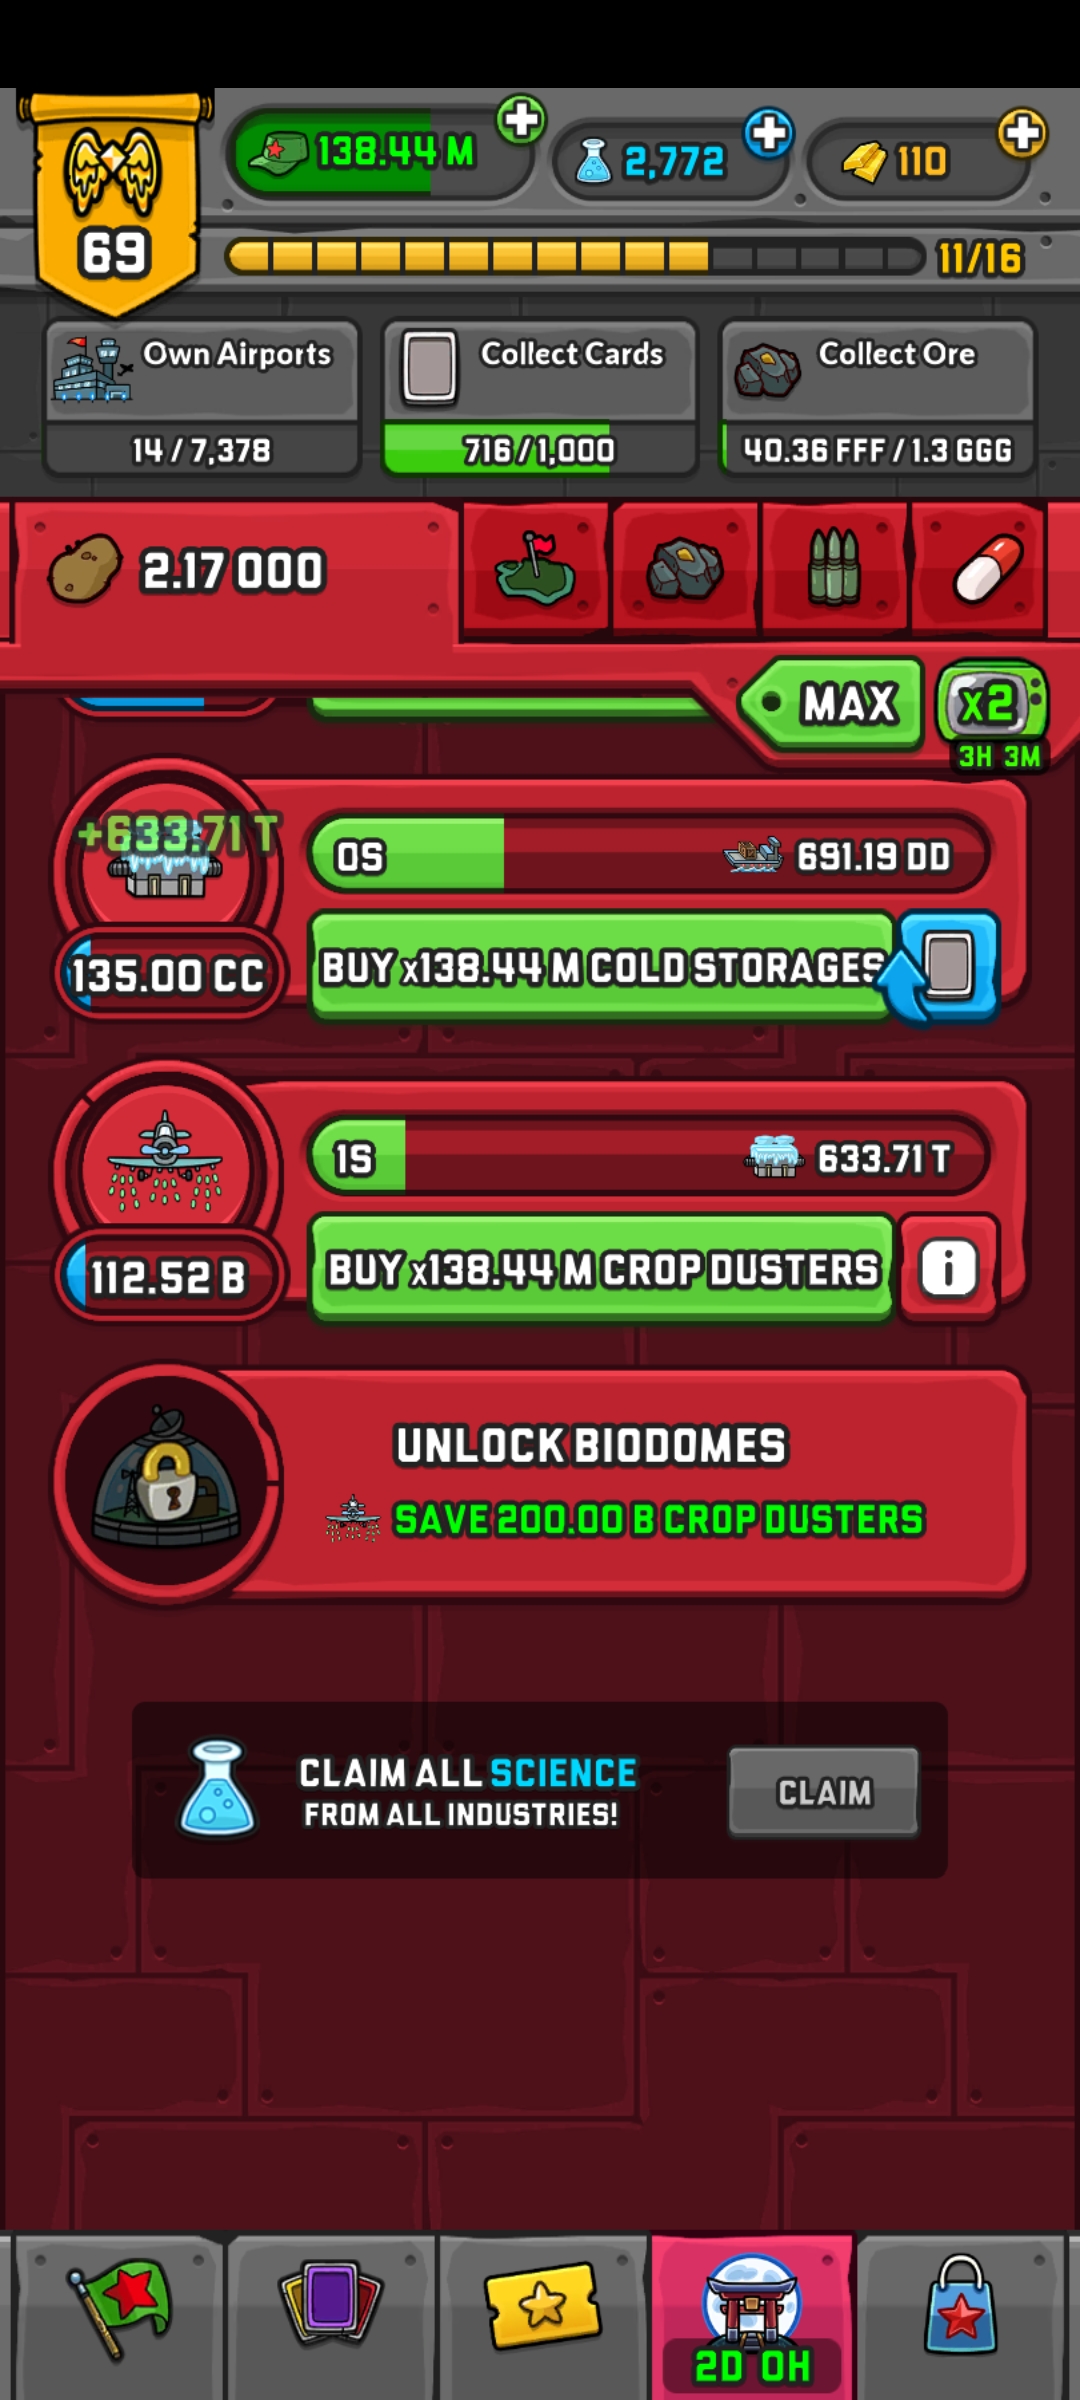 138.44 M
2,772
110
69
11/16
Own Airports
14 / 7,378
Collect Cards
716 / 1,000
Collect Ore
40.36 FFF / 1.3 GGG
2.17 OOO
MAX
x2
3H 3M
+633.71 T
0S
691.19 DD
135.00 CC
BUY x138.44 M COLD STORAGES
1S
633.71 T
112.52 B
BUY x138.44 M CROP DUSTERS
i
UNLOCK BIODOMES
SAVE 200.00 B CROP DUSTERS
CLAIM ALL SCIENCE
FROM ALL INDUSTRIES!
CLAIM
2D 0H